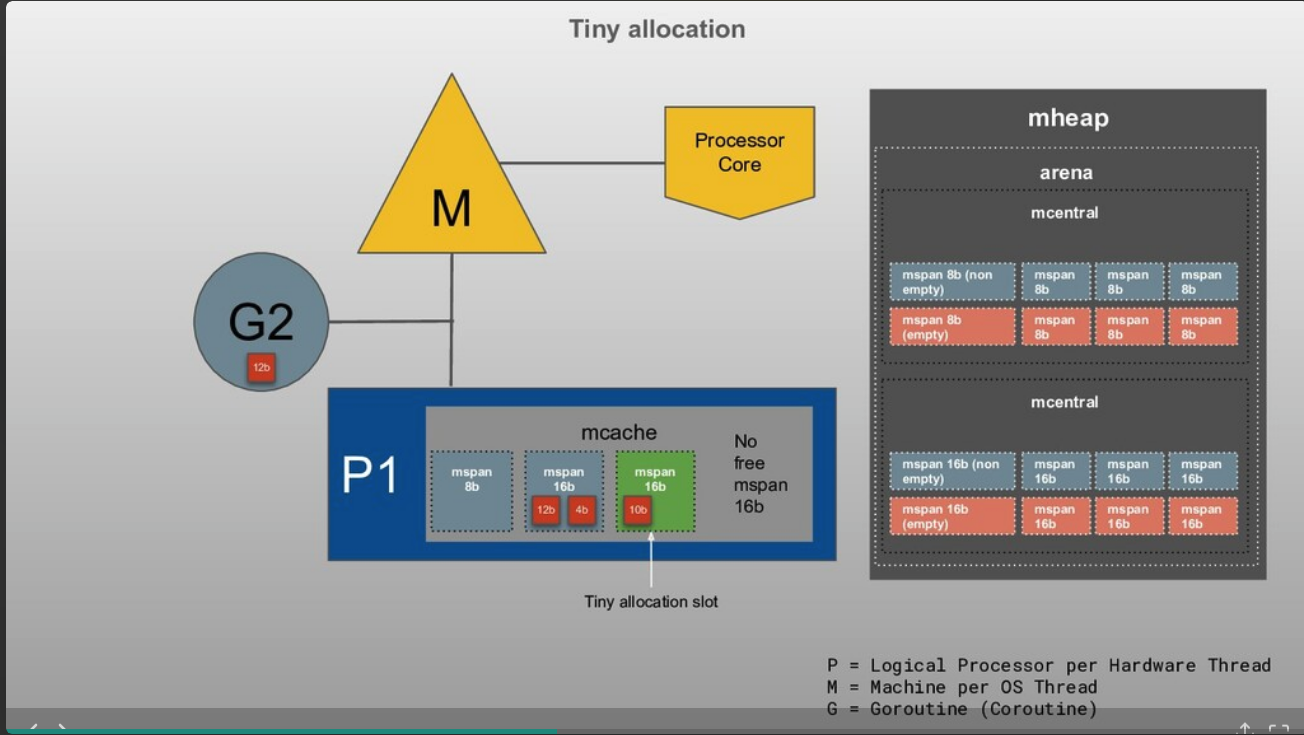 Tiny allocation
M
Processor
Core
G2
12b
P1
mcache
mspan
8b
mspan
16b
12b
4b
mspan
16b
10b
No
free
mspan
16b
Tiny allocation slot
mheap
arena
mcentral
mspan 8b (non
empty)
mspan
8b
mspan
8b
mspan
8b
mspan 8b
(empty)
mspan
8b
mspan
8b
mspan
8b
mcentral
mspan 16b (non
empty)
mspan
16b
mspan
16b
mspan
16b
mspan 16b
(empty)
mspan
16b
mspan
16b
mspan
16b
P = Logical Processor per Hardware Thread
M = Machine per OS Thread
G = Goroutine (Coroutine)